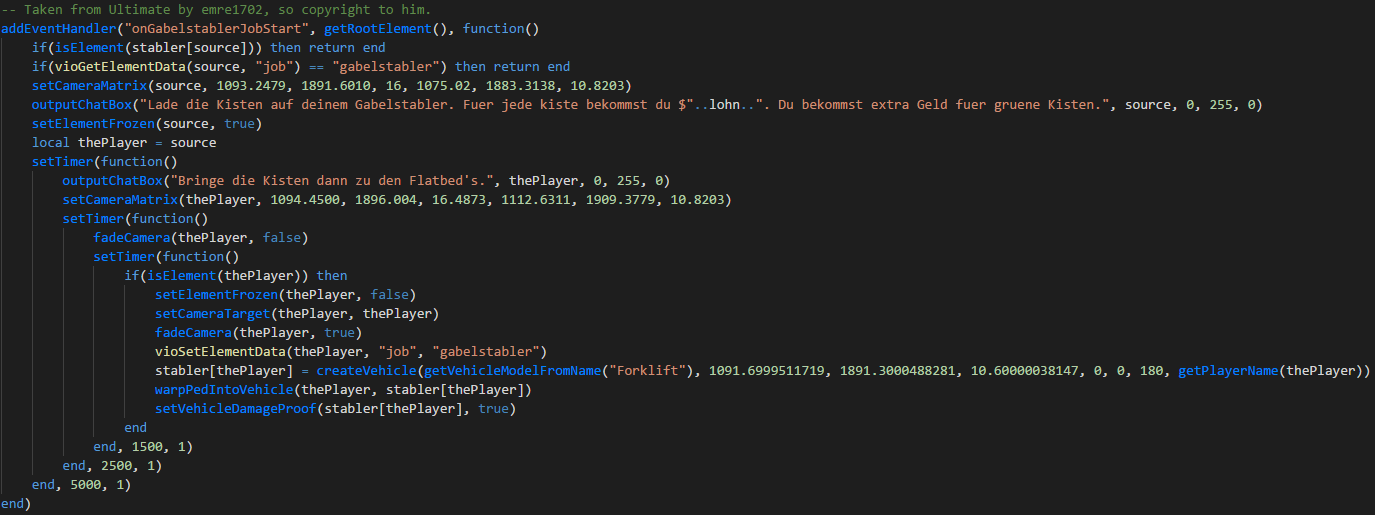 -- Taken from Ultimate by emre1702, so copyright to him.
addEventHandler("onGabelstablerJobStart", getRootElement(), function()
    if(isElement(stabler[source])) then return end
    if(vioGetElementData(source, "job") == "gabelstabler") then return end
    setCameraMatrix(source, 1093.2479, 1891.6010, 16, 1075.02, 1883.3138, 10.8203)
    outputChatBox("Lade die Kisten auf deinem Gabelstabler. Fuer jede kiste bekommst du $"..lohn..". Du bekommst extra Geld fuer gruene Kisten.", source, 0, 255, 0)
    setElementFrozen(source, true)
    local thePlayer = source
    setTimer(function()
        outputChatBox("Bringe die Kisten dann zu den Flatbed's.", thePlayer, 0, 255, 0)
        setCameraMatrix(thePlayer, 1094.4500, 1896.004, 16.4873, 1112.6311, 1909.3779, 10.8203)
        setTimer(function()
            fadeCamera(thePlayer, false)
            setTimer(function()
                if(isElement(thePlayer)) then
                    setElementFrozen(thePlayer, false)
                    setCameraTarget(thePlayer, thePlayer)
                    fadeCamera(thePlayer, true)
                    vioSetElementData(thePlayer, "job", "gabelstabler")
                    stabler[thePlayer] = createVehicle(getVehicleModelFromName("Forklift"), 1091.6999511719, 1891.3000488281, 10.60000038147, 0, 0, 180, getPlayerName(thePlayer))
                    warpPedIntoVehicle(thePlayer, stabler[thePlayer])
                    setVehicleDamageProof(stabler[thePlayer], true)
                end
            end, 1500, 1)
        end, 2500, 1)
    end, 5000, 1)
end)